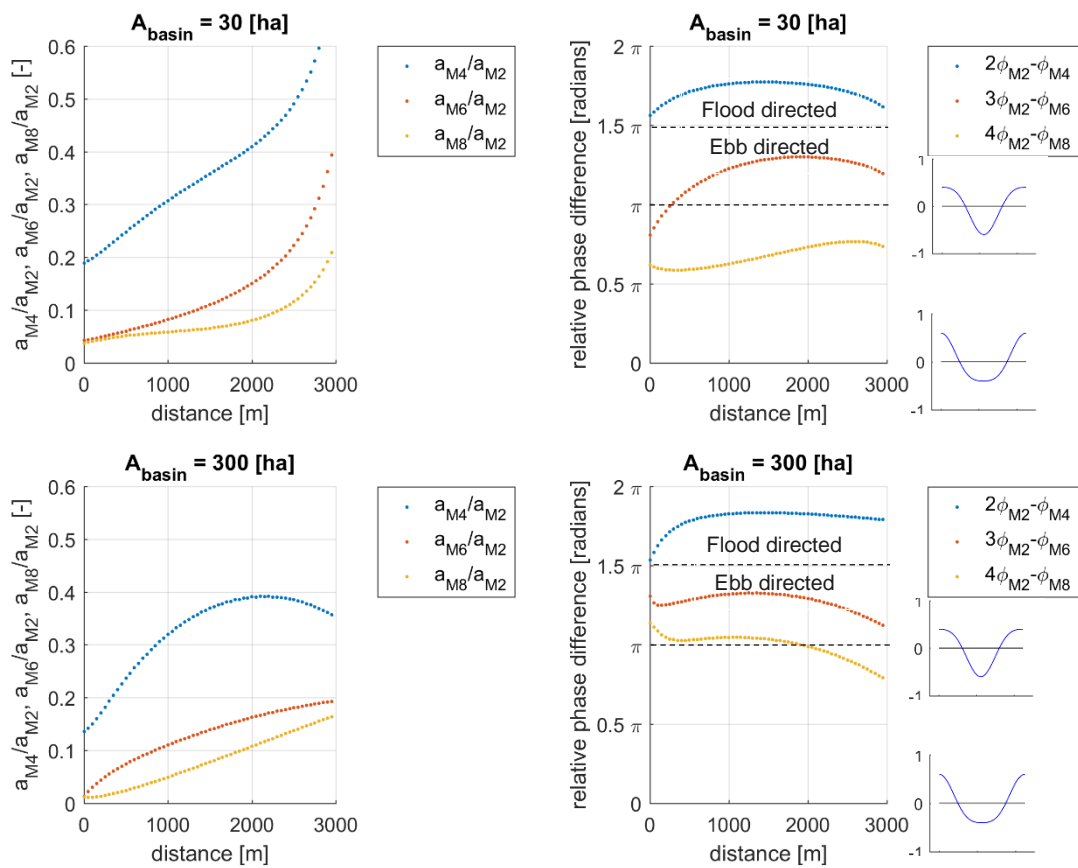 A_basin = 30 [ha]
a_M4/a_M2, a_M6/a_M2, a_M8/a_M2 [-]
0.6
0.5
0.4
0.3
0.2
0.1
0
0 1000 2000 3000
distance [m]
a_M4/a_M2
a_M6/a_M2
a_M8/a_M2
A_basin = 30 [ha]
relative phase difference [radians]
2 π
1.5 π
π
0.5 π
0
Flood directed
Ebb directed
0 1000 2000 3000
distance [m]
2ϕ_M2-ϕ_M4
3ϕ_M2-ϕ_M6
4ϕ_M2-ϕ_M8
1
0
-1
1
0
-1
A_basin = 300 [ha]
a_M4/a_M2, a_M6/a_M2, a_M8/a_M2 [-]
0.6
0.5
0.4
0.3
0.2
0.1
0
0 1000 2000 3000
distance [m]
a_M4/a_M2
a_M6/a_M2
a_M8/a_M2
A_basin = 300 [ha]
relative phase difference [radians]
2 π
1.5 π
π
0.5 π
0
Flood directed
Ebb directed
0 1000 2000 3000
distance [m]
2ϕ_M2-ϕ_M4
3ϕ_M2-ϕ_M6
4ϕ_M2-ϕ_M8
1
0
-1
1
0
-1